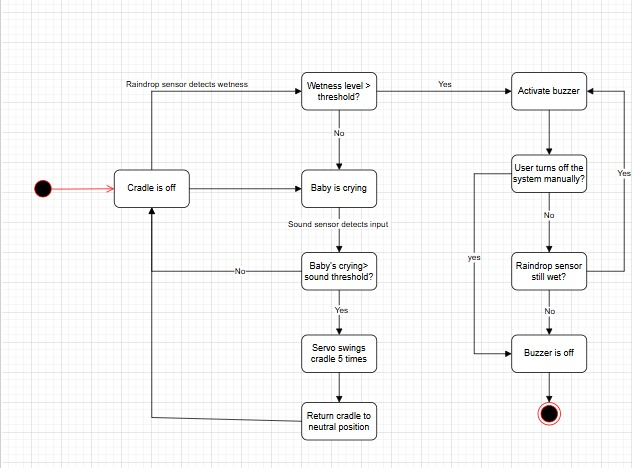 Raindrop sensor detects wetness
Wetness level >
threshold?
Yes
Activate buzzer
No
Cradle is off
Baby is crying
User turns off the
system manually?
Yes
Sound sensor detects input
No
yes
Baby's crying>
sound threshold?
No
Raindrop sensor
still wet?
Yes
No
Servo swings
cradle 5 times
Buzzer is off
Return cradle to
neutral position